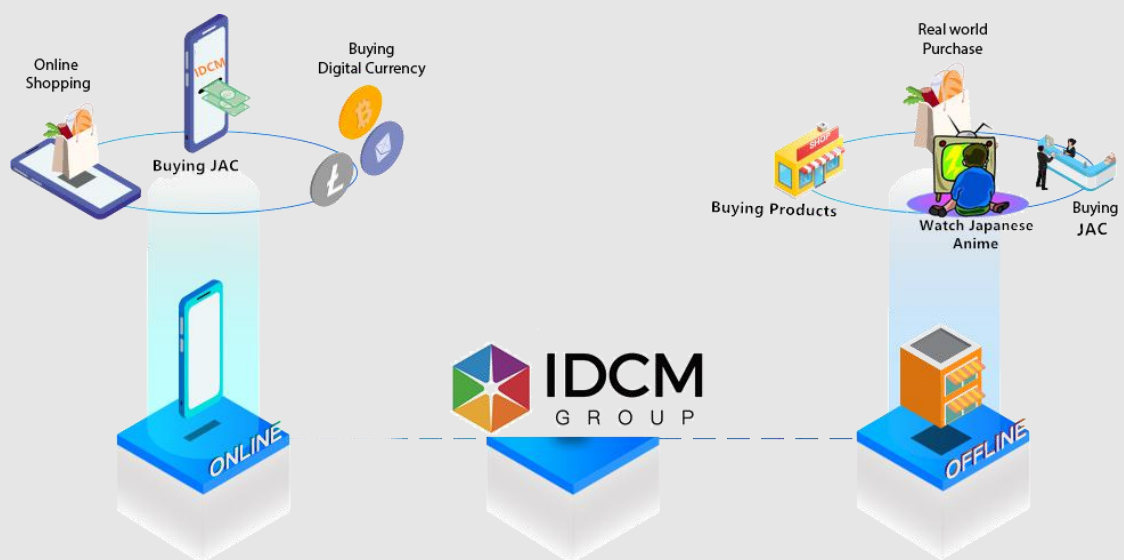 Online
Shopping
IDCM
Buying JAC
Buying
Digital Currency
Real world
Purchase
SHOP
Buying Products
Watch Japanese
Anime
Buying
JAC
IDCM
GROUP
ONLINE
OFFLINE